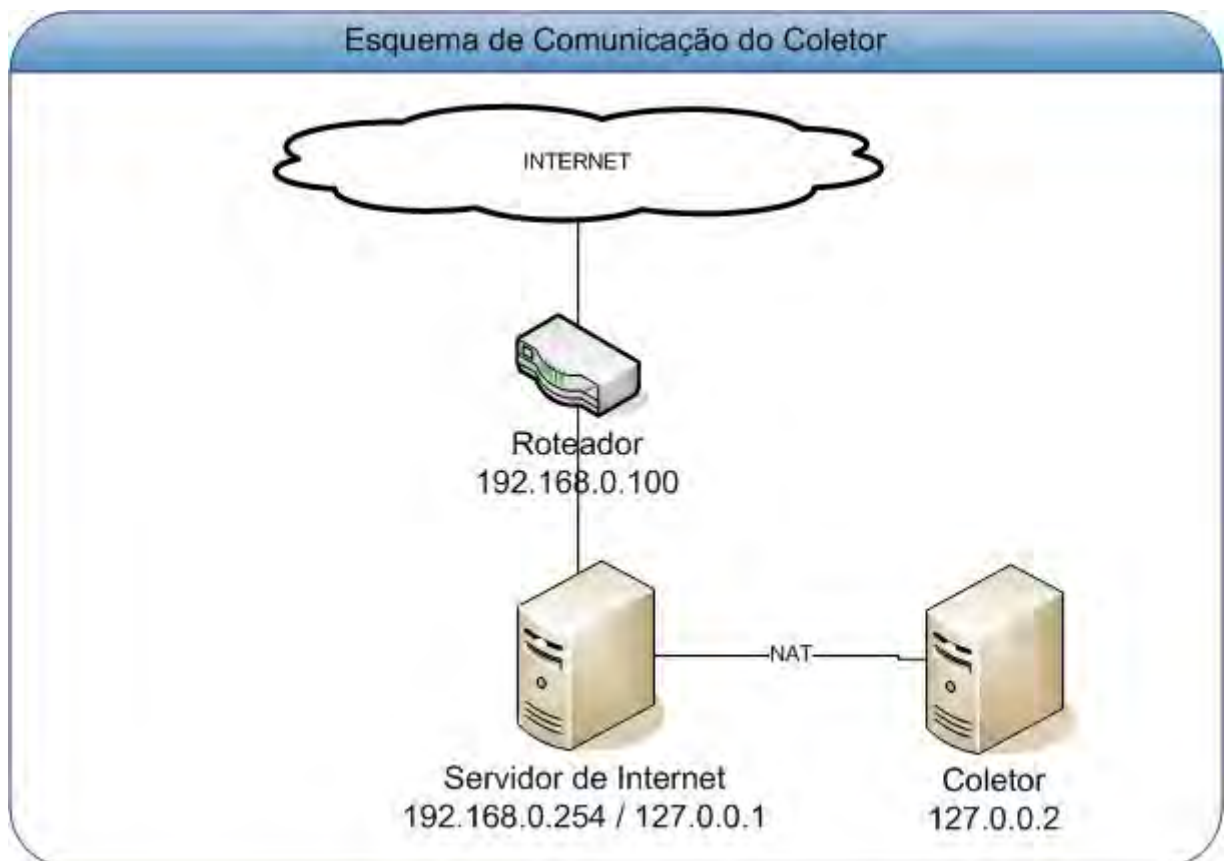 Esquema de Comunicação do Coletor
INTERNET
Roteador
192.168.0.100
NAT
Servidor de Internet
192.168.0.254 / 127.0.0.1
Coletor
127.0.0.2